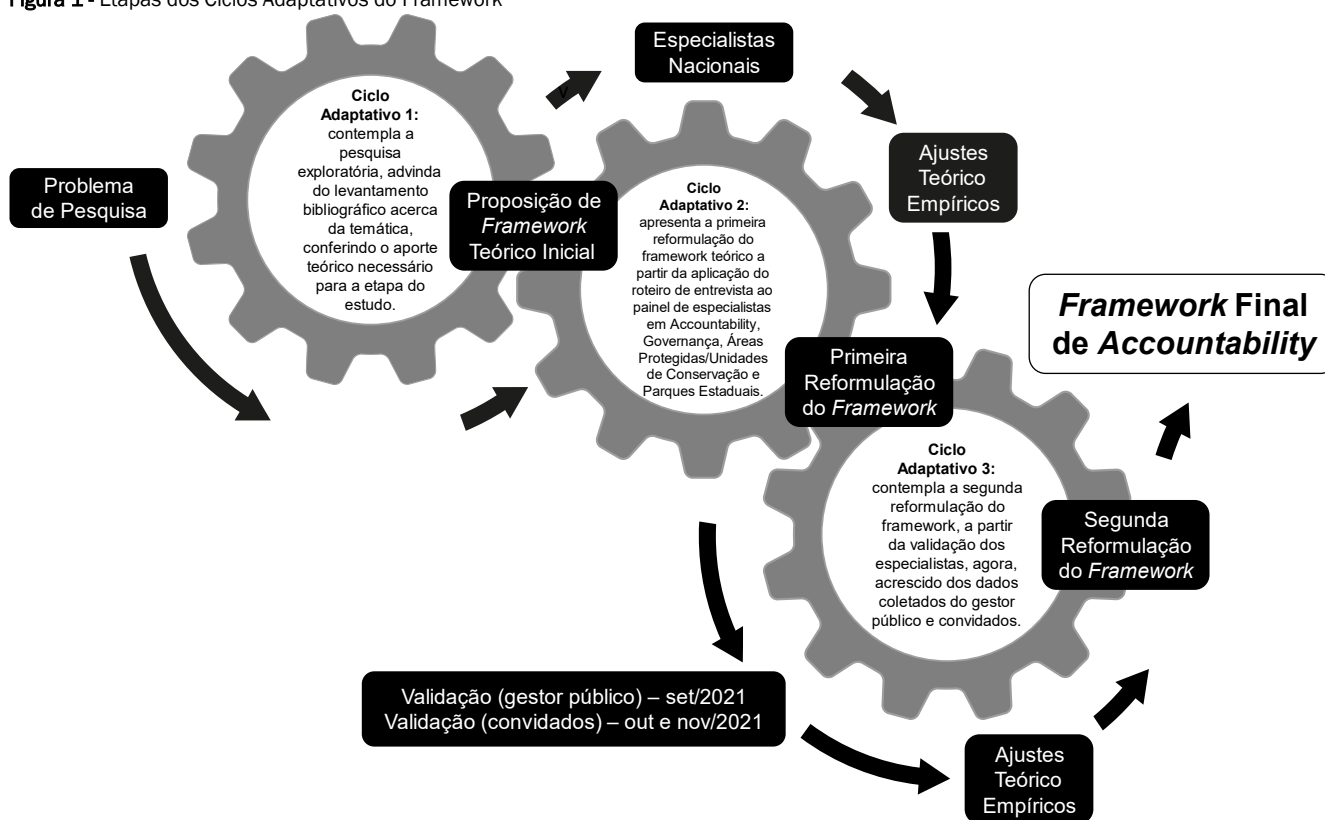 Figura 1 - Etapas dos Ciclos Adaptativos do Framework
Problema
de Pesquisa
Ciclo
Adaptativo 1:
contempla a
pesquisa
exploratória, advinda
do levantamento
bibliográfico acerca
da temática,
conferindo o aporte
teórico necessário
para a etapa do
estudo.
Proposição de
Framework
Teórico Inicial
v
Especialistas
Nacionais
Ajustes
Teórico
Empíricos
Ciclo
Adaptativo 2:
apresenta a primeira
reformulação do
framework teórico a
partir da aplicação do
roteiro de entrevista ao
painel de especialistas
em Accountability,
Governança, Áreas
Protegidas/Unidades
de Conservação e
Parques Estaduais.
Primeira
Reformulação
do Framework
Validação (gestor público) – set/2021
Validação (convidados) – out e nov/2021
Ciclo
Adaptativo 3:
contempla a segunda
reformulação do
framework, a partir
da validação dos
especialistas, agora,
acrescido dos dados
coletados do gestor
público e convidados.
Ajustes
Teórico
Empíricos
Segunda
Reformulação
do Framework
Framework Final
de Accountability